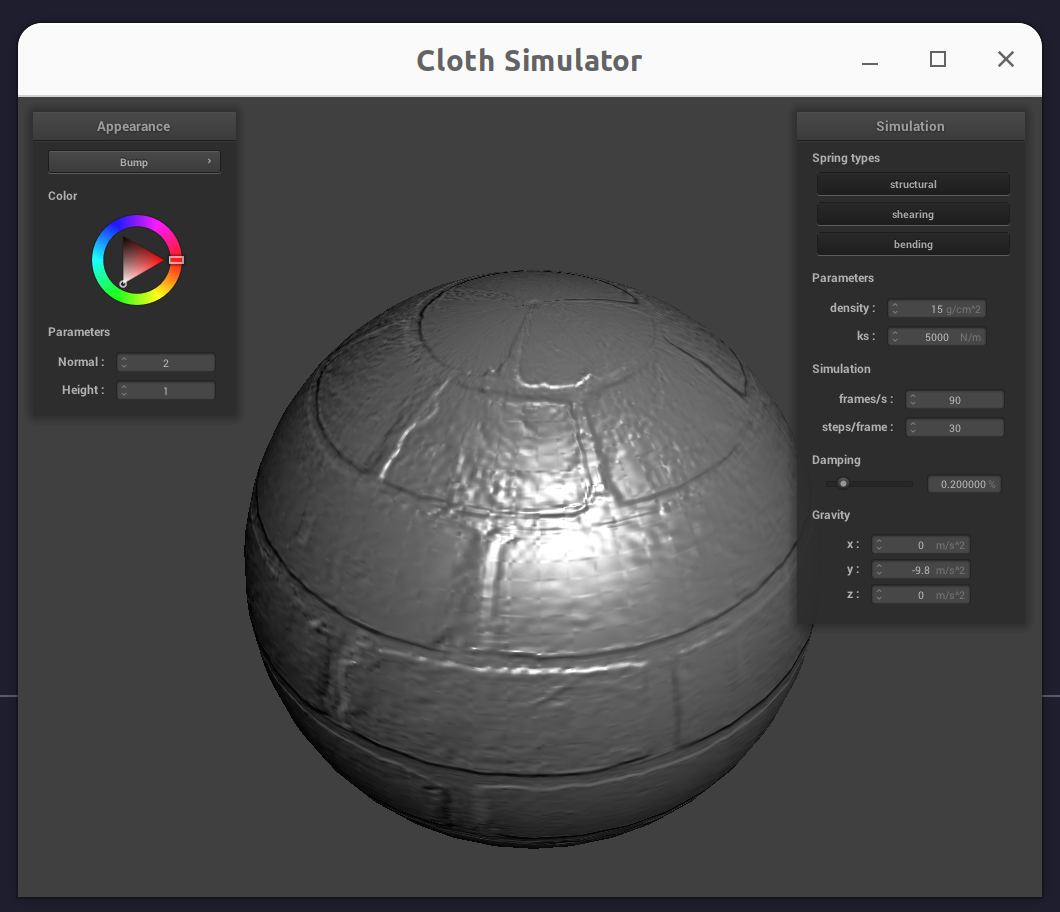 Cloth Simulator
Appearance
Bump
Color
Parameters
Normal : 2
Height : 1
Simulation
Spring types
structural
shearing
bending
Parameters
density : 15 g/cm^2
ks : 5000 N/m
Simulation
frames/s : 90
steps/frame : 30
Damping
0.200000 %
Gravity
x : 0 m/s^2
y : -9.8 m/s^2
z : 0 m/s^2